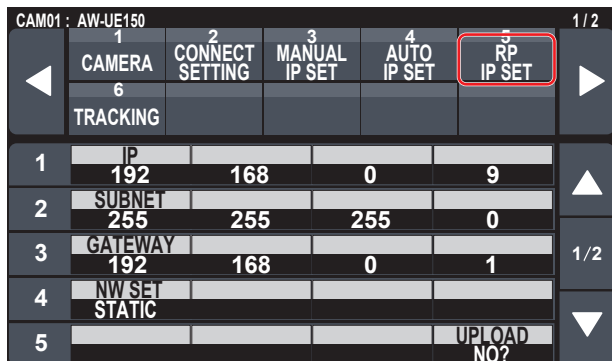 CAM01 : AW-UE150 1 / 2
1 2 3 4 5
CAMERA CONNECT SETTING MANUAL IP SET AUTO IP SET RP IP SET
6
TRACKING
1 IP
192 168 0 9
2 SUBNET
255 255 255 0
3 GATEWAY
192 168 0 1
1/2
4 NW SET
STATIC
5 UPLOAD
NO?